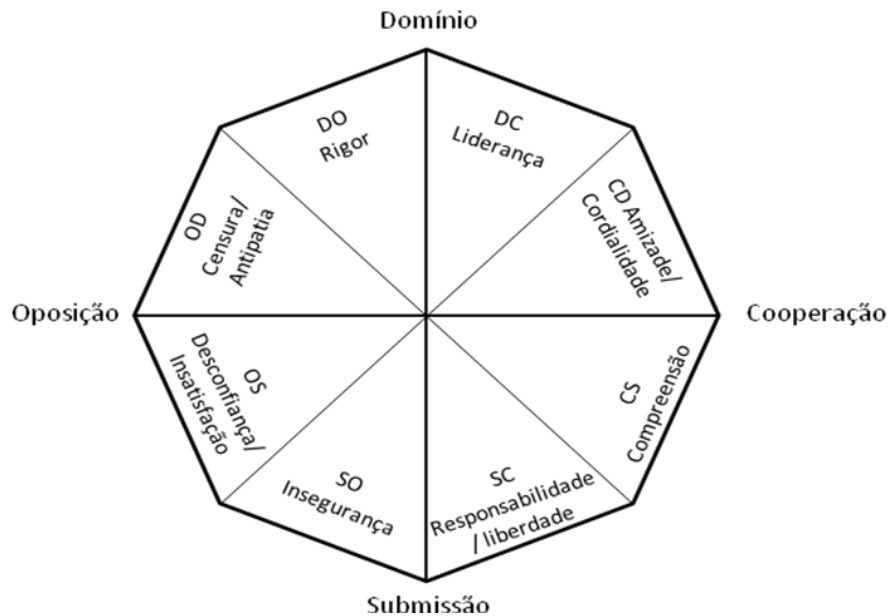 Domínio
DO
Rigor
DC
Liderança
OD
Censura/
Antipatia
CD Amizade/
Cordialidade
Oposição
Cooperação
OS
Desconfiança/
Insatisfação
CS
Compreensão
SO
Insegurança
SC
Responsabilidade
/ liberdade
Submissão